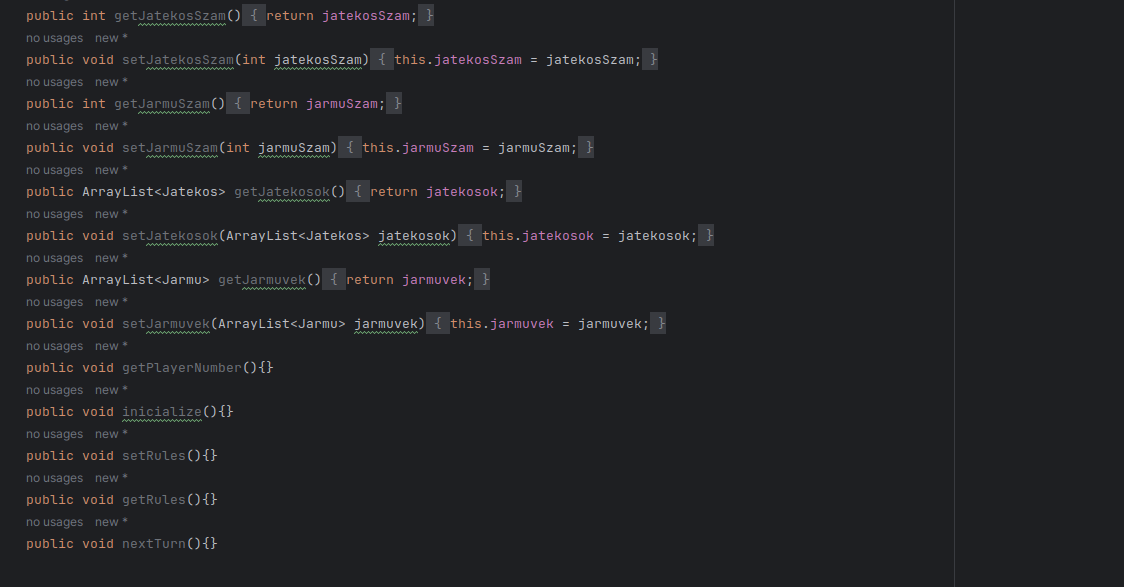 public int getJatekosSzam() { return jatekosSzam; }
no usages new *
public void setJatekosSzam(int jatekosSzam) { this.jatekosSzam = jatekosSzam; }
no usages new *
public int getJarmuSzam() { return jarmuSzam; }
no usages new *
public void setJarmuSzam(int jarmuSzam) { this.jarmuSzam = jarmuSzam; }
no usages new *
public ArrayList<Jatekos> getJatekosok() { return jatekosok; }
no usages new *
public void setJatekosok(ArrayList<Jatekos> jatekosok) { this.jatekosok = jatekosok; }
no usages new *
public ArrayList<Jarmu> getJarmuvek() { return jarmuvek; }
no usages new *
public void setJarmuvek(ArrayList<Jarmu> jarmuvek) { this.jarmuvek = jarmuvek; }
no usages new *
public void getPlayerNumber(){}
no usages new *
public void inicialize(){}
no usages new *
public void setRules(){}
no usages new *
public void getRules(){}
no usages new *
public void nextTurn(){}